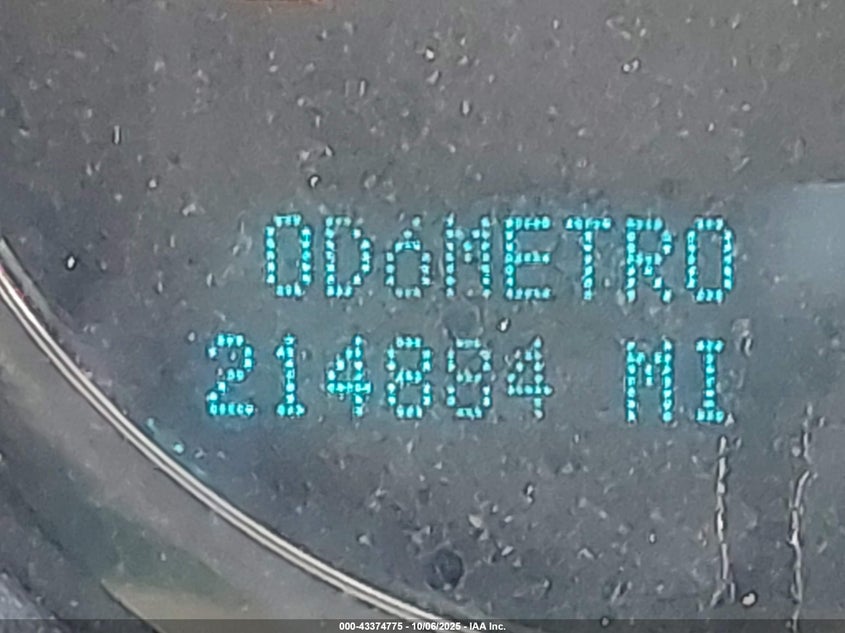 ODóMETRO
214884 MI
000-43374775 - 10/06/2025 - IAA Inc.